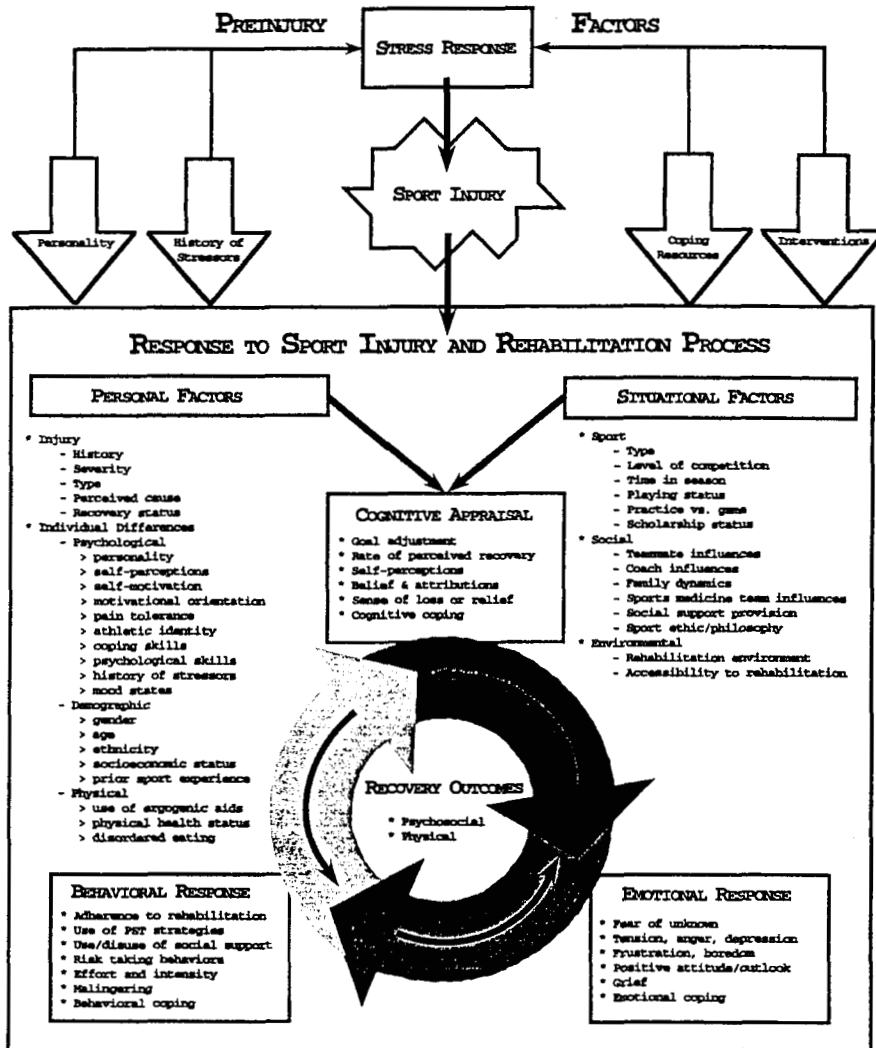 PREINJURY
FACTORS
STRESS RESPONSE
SPORT INJURY
Personality
History of
Stressors
Coping
Resources
Interventions
RESPONSE TO SPORT INJURY AND REHABILITATION PROCESS
PERSONAL FACTORS
* Injury
- History
- Severity
- Type
- Perceived cause
- Recovery status
* Individual Differences
- Psychological
> personality
> self-perceptions
> self-motivation
> motivational orientation
> pain tolerance
> athletic identity
> coping skills
> psychological skills
> history of stressors
> mood states
- Demographic
> gender
> age
> ethnicity
> socioeconomic status
> prior sport experience
- Physical
> use of ergogenic aids
> physical health status
> disordered eating
SITUATIONAL FACTORS
* Sport
- Type
- Level of competition
- Time in season
- Playing status
- Practice vs. game
- Scholarship status
* Social
- Teammate influences
- Coach influences
- Family dynamics
- Sports medicine team influences
- Social support provision
- Sport ethic/philosophy
* Environmental
- Rehabilitation environment
- Accessibility to rehabilitation
COGNITIVE APPRAISAL
* Goal adjustment
* Rate of perceived recovery
* Self-perceptions
* Belief & attributions
* Sense of loss or relief
* Cognitive coping
RECOVERY OUTCOMES
* Psychosocial
* Physical
BEHAVIORAL RESPONSE
* Adherence to rehabilitation
* Use of PST strategies
* Use/disuse of social support
* Risk taking behaviors
* Effort and intensity
* Malingering
* Behavioral coping
EMOTIONAL RESPONSE
* Fear of unknown
* Tension, anger, depression
* Frustration, boredom
* Positive attitude/outlook
* Grief
* Emotional coping